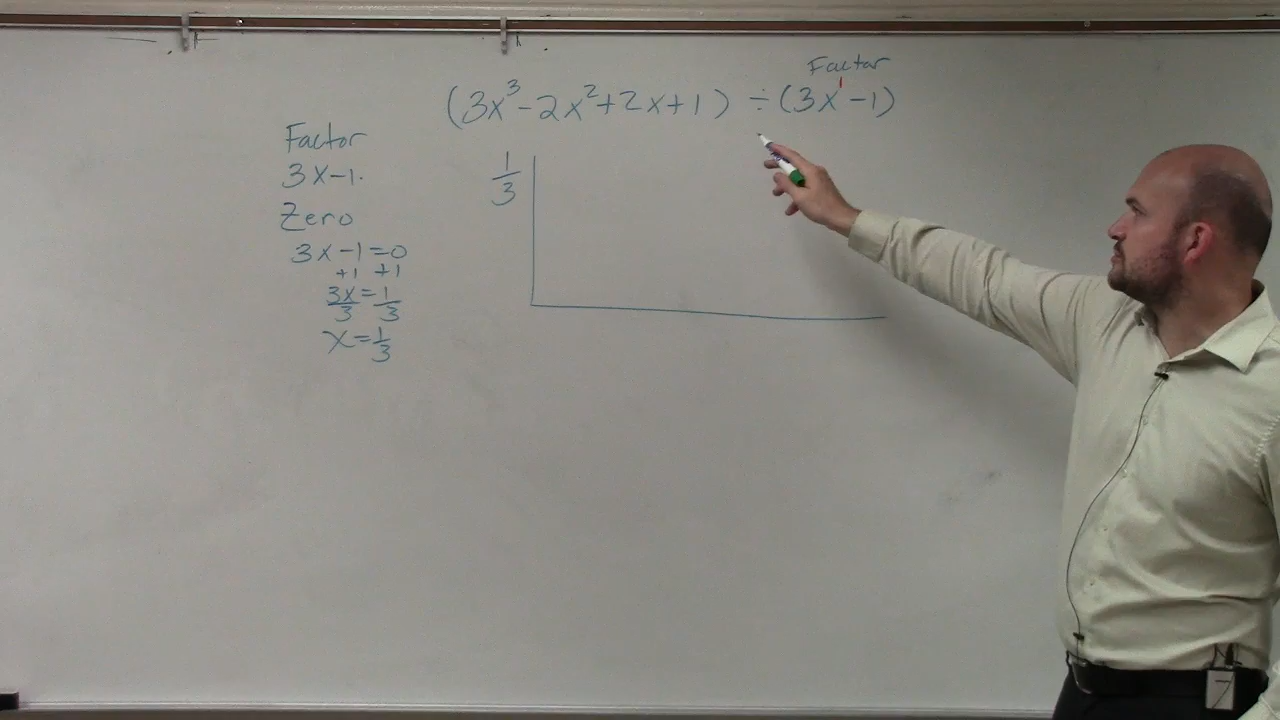 Factor
(3x³-2x²+2x+1) ÷ (3x¹-1)
Factor
3x-1.
Zero
3x-1=0
+1 +1
3x/3=1/3
x=1/3
1/3